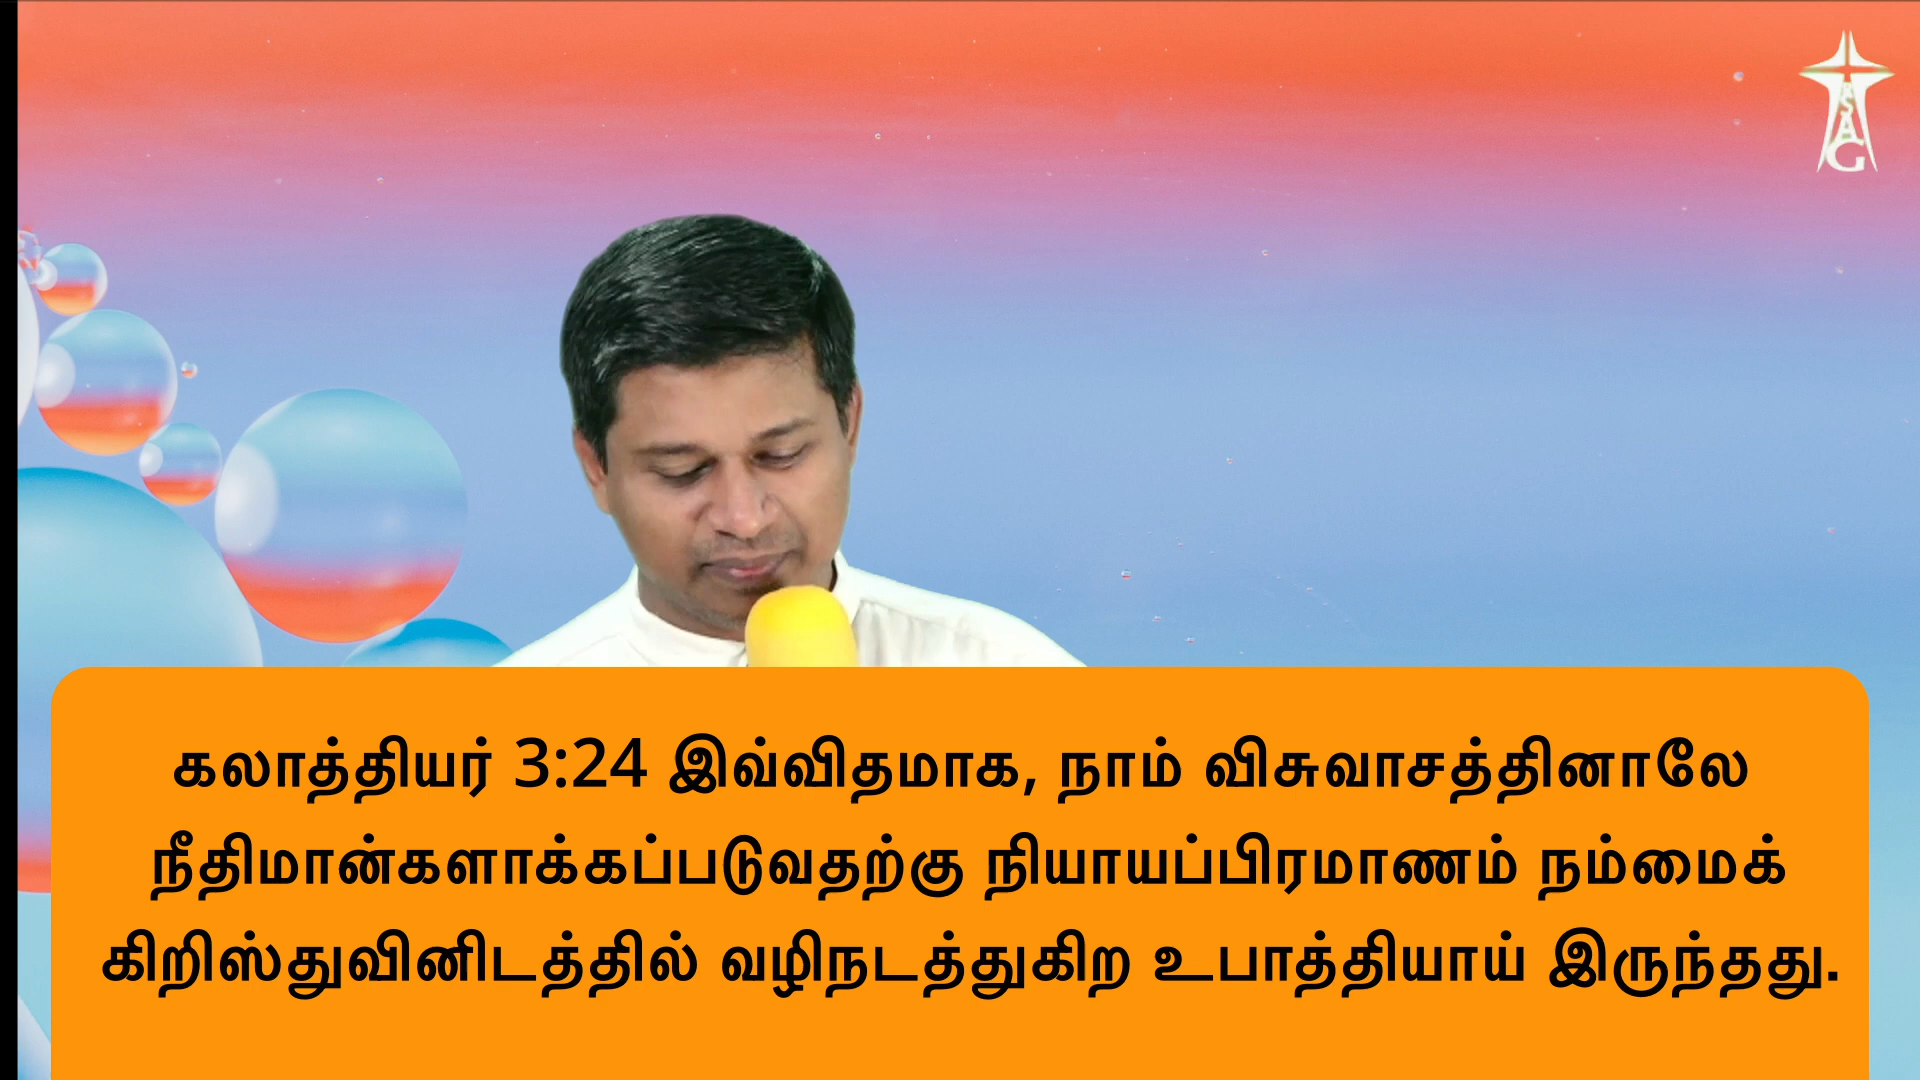 ASAG
கலாத்தியர் 3:24 இவ்விதமாக, நாம் விசுவாசத்தினாலே
நீதிமான்களாக்கப்படுவதற்கு நியாயப்பிரமாணம் நம்மைக்
கிறிஸ்துவினிடத்தில் வழிநடத்துகிற உபாத்தியாய் இருந்தது.